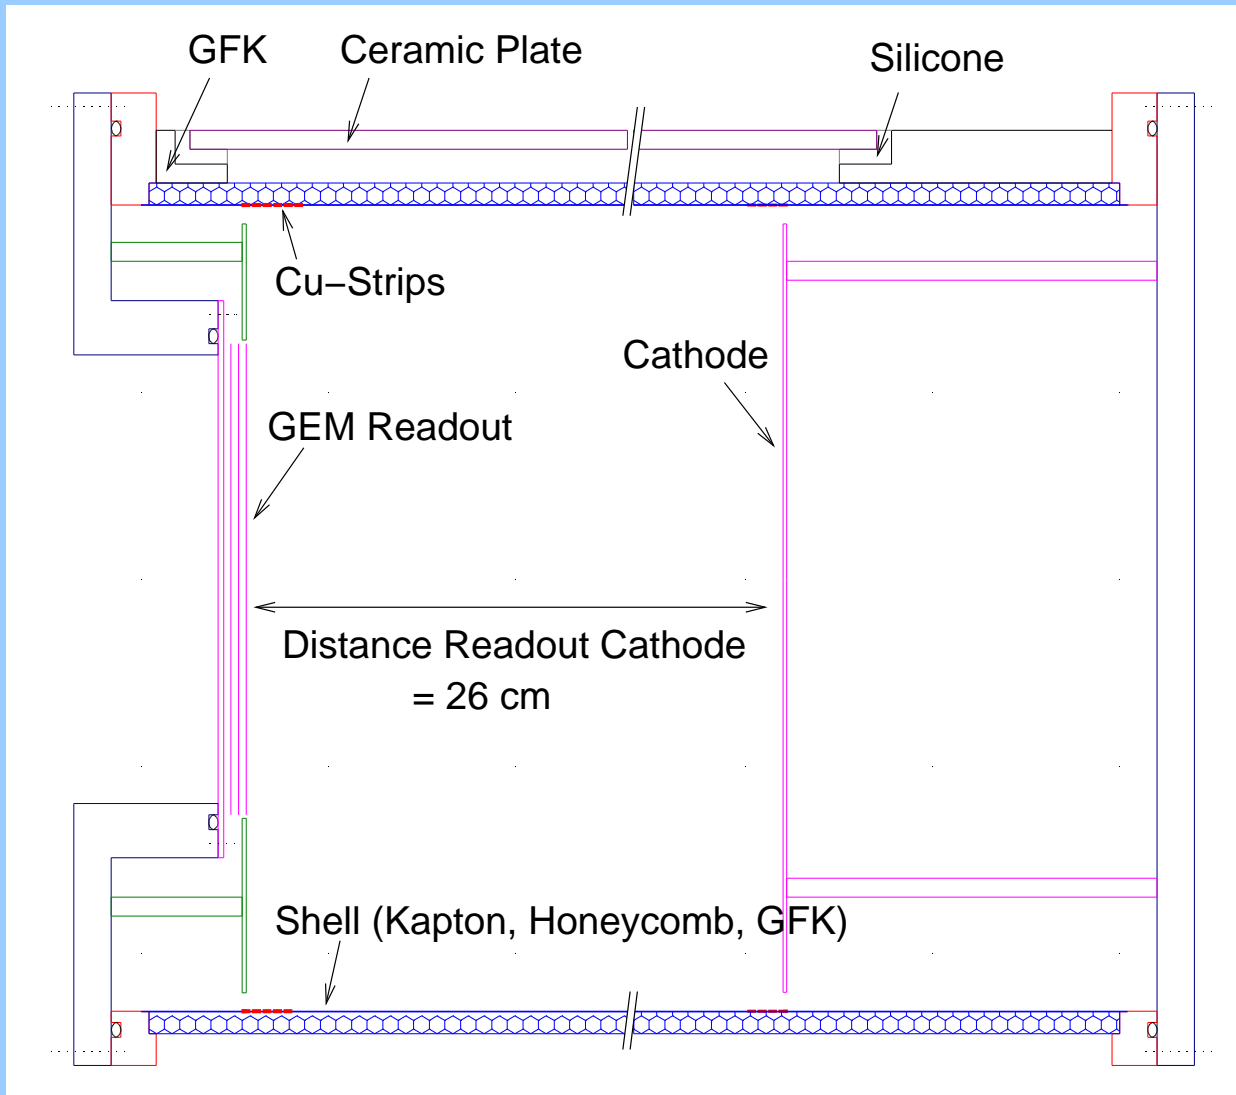 GFK
Ceramic Plate
Silicone
Cu−Strips
Cathode
GEM Readout
Distance Readout Cathode
= 26 cm
Shell (Kapton, Honeycomb, GFK)